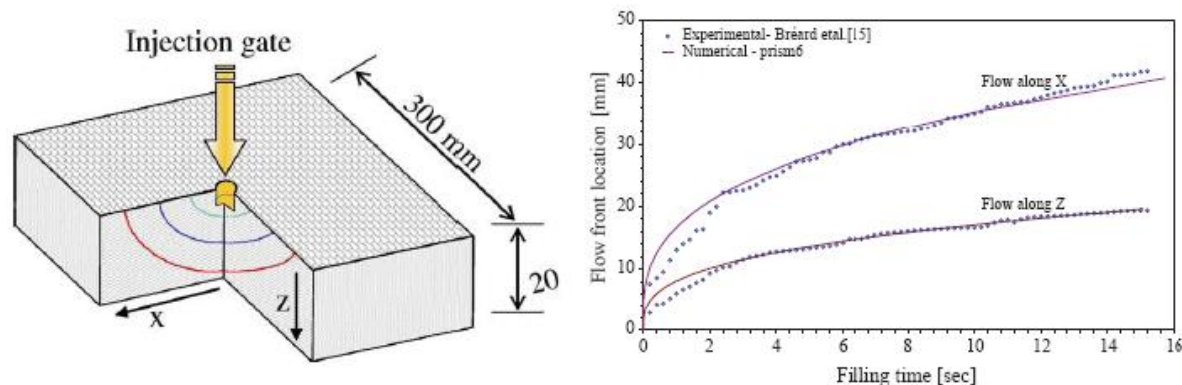 Injection gate
300 mm
20
X
Z
50
40
30
20
10
0
Flow front location [mm]
Experimental- Bréard etal.[15]
Numerical - prism6
Flow along X
Flow along Z
0 2 4 6 8 10 12 14 16
Filling time [sec]